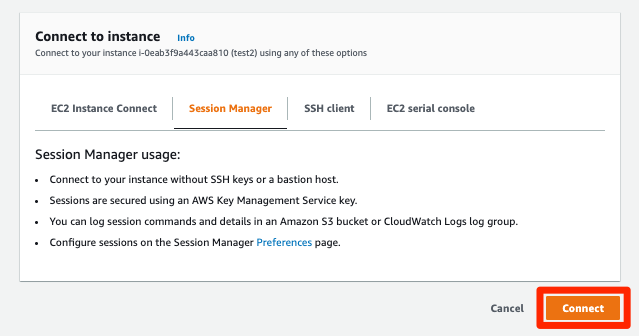 Connect to instance Info
Connect to your instance i-0eab3f9a443caa810 (test2) using any of these options
EC2 Instance Connect Session Manager SSH client EC2 serial console
Session Manager usage:
• Connect to your instance without SSH keys or a bastion host.
• Sessions are secured using an AWS Key Management Service key.
• You can log session commands and details in an Amazon S3 bucket or CloudWatch Logs log group.
• Configure sessions on the Session Manager Preferences page.
Cancel Connect